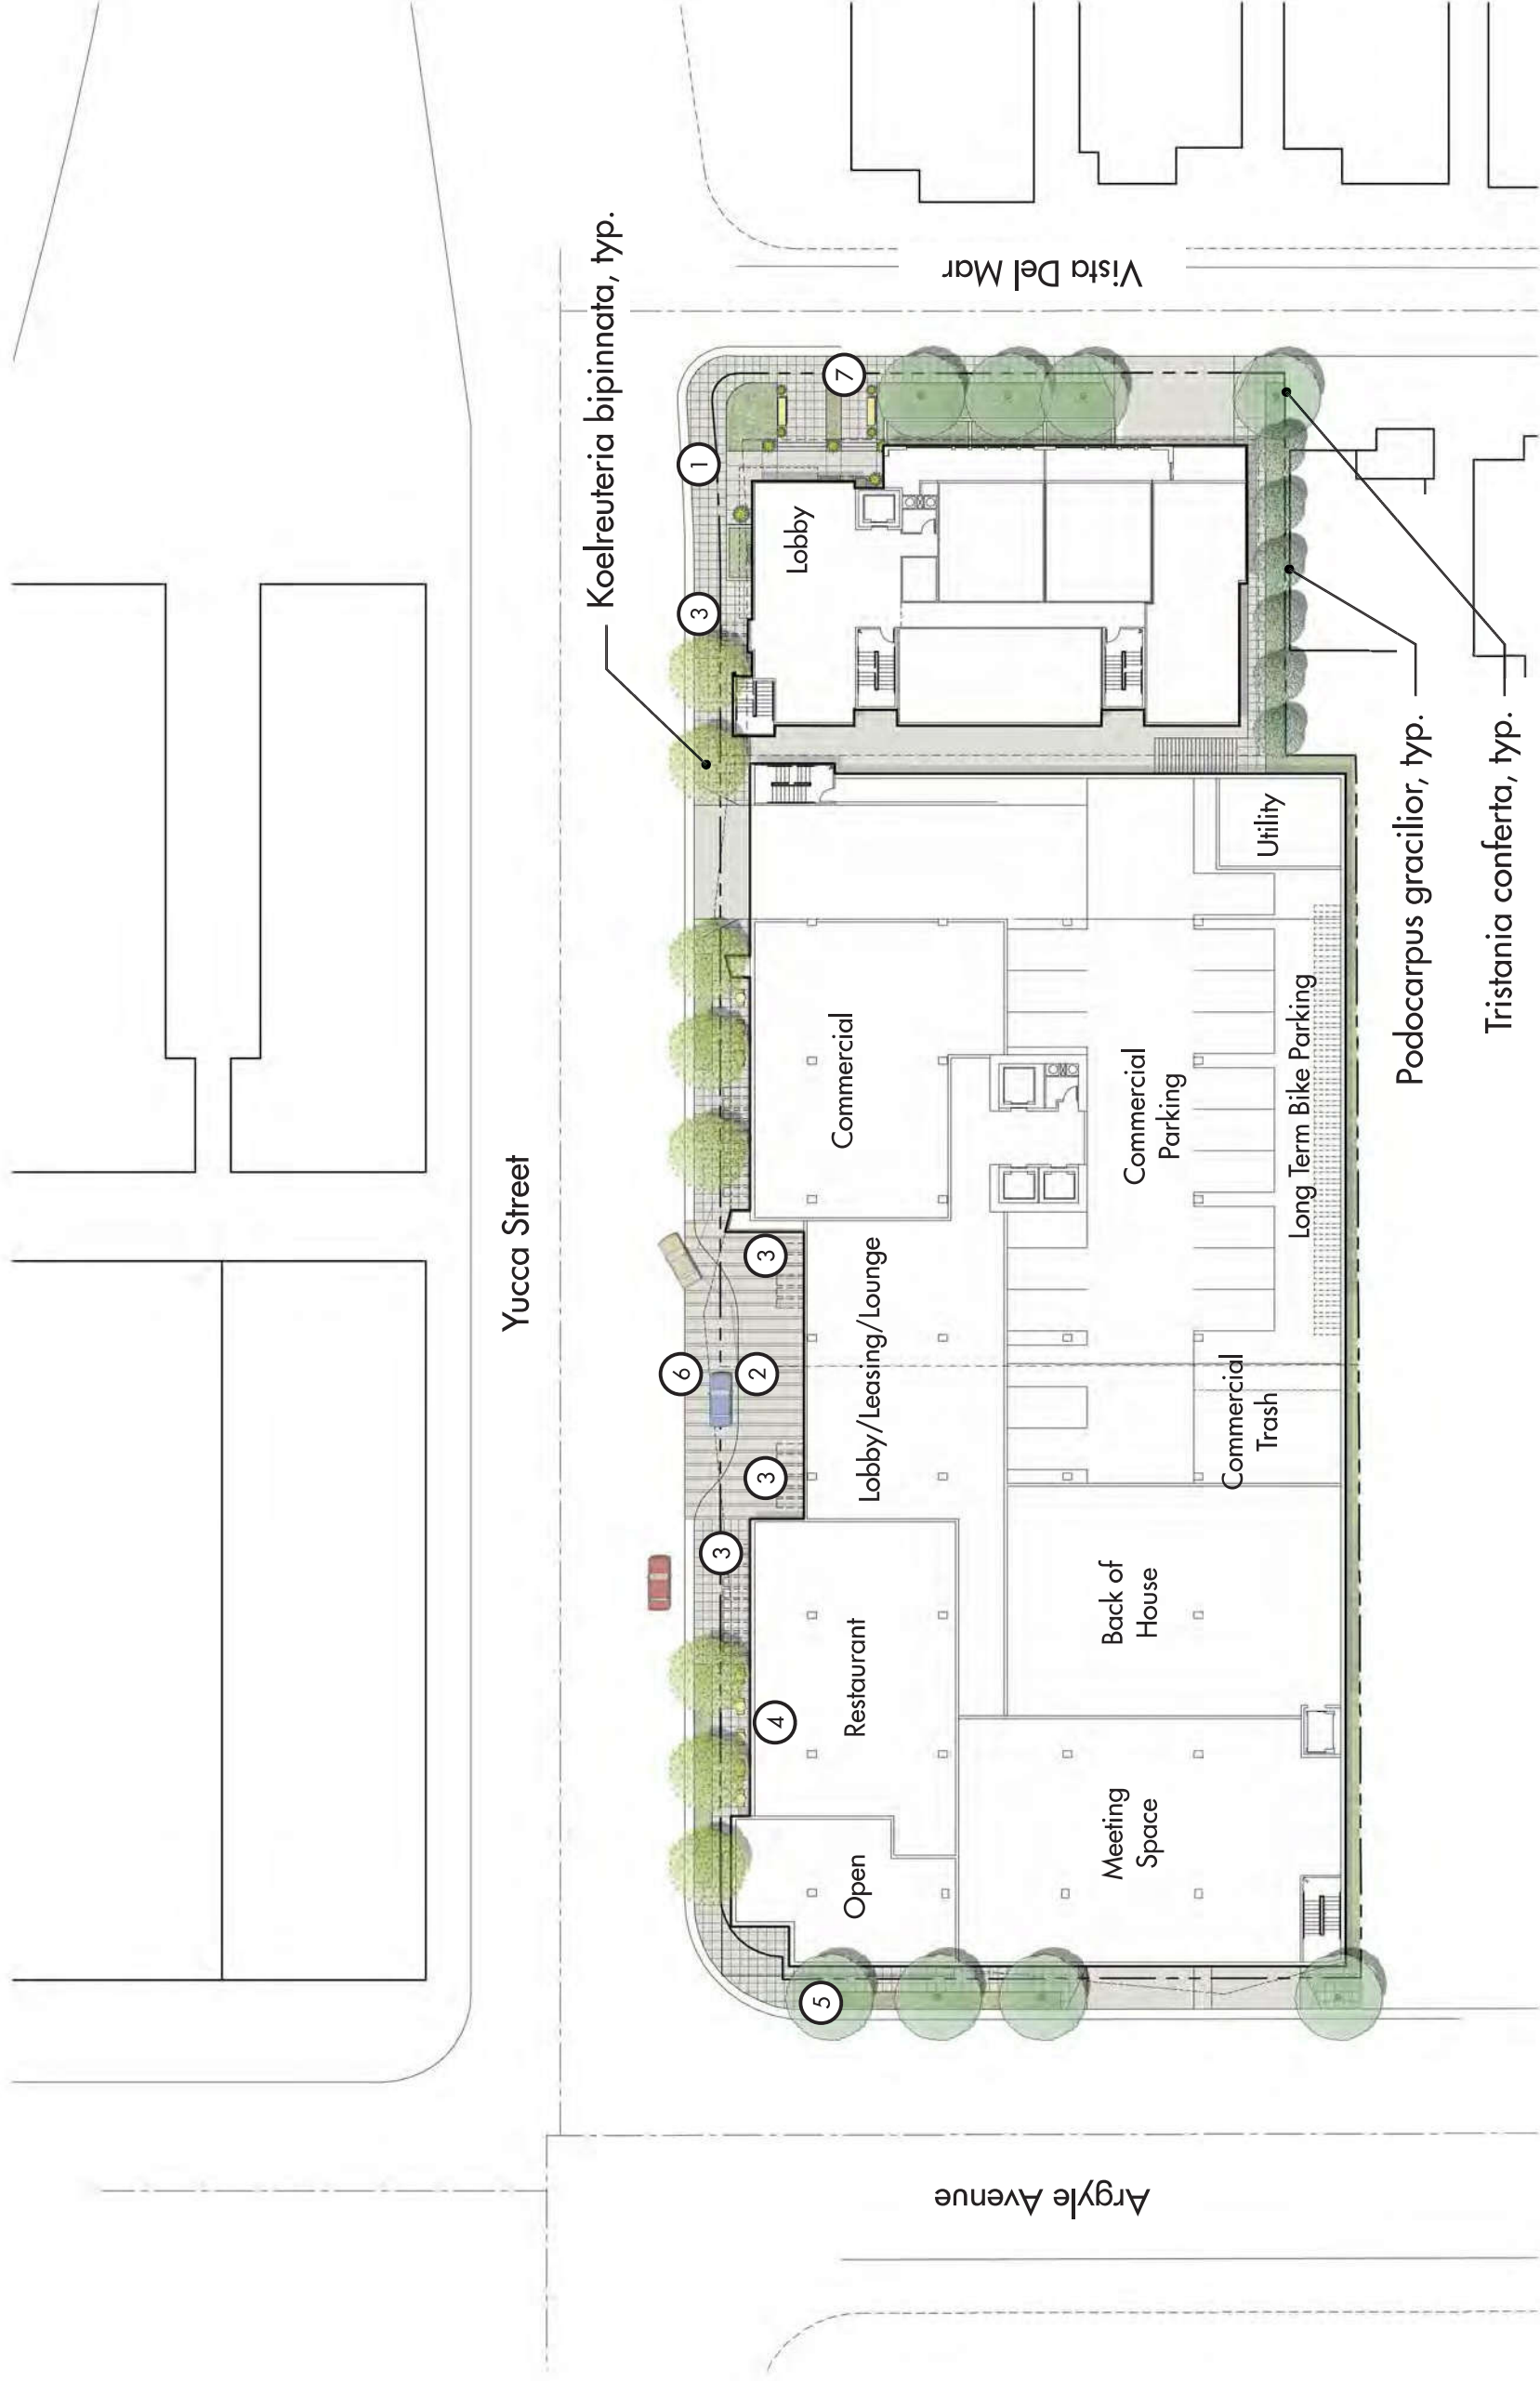 Yucca Street
Koelreuteria bipinnata, typ.
Vista Del Mar
Argyle Avenue
5
Open
4
Restaurant
3
3
6
2
3
Lobby/Leasing/Lounge
Commercial
3
1
7
Lobby
Meeting
Space
Back of
House
Commercial
Trash
Commercial
Parking
Long Term Bike Parking
Utility
Podocarpus gracilior, typ.
Tristania conferta, typ.